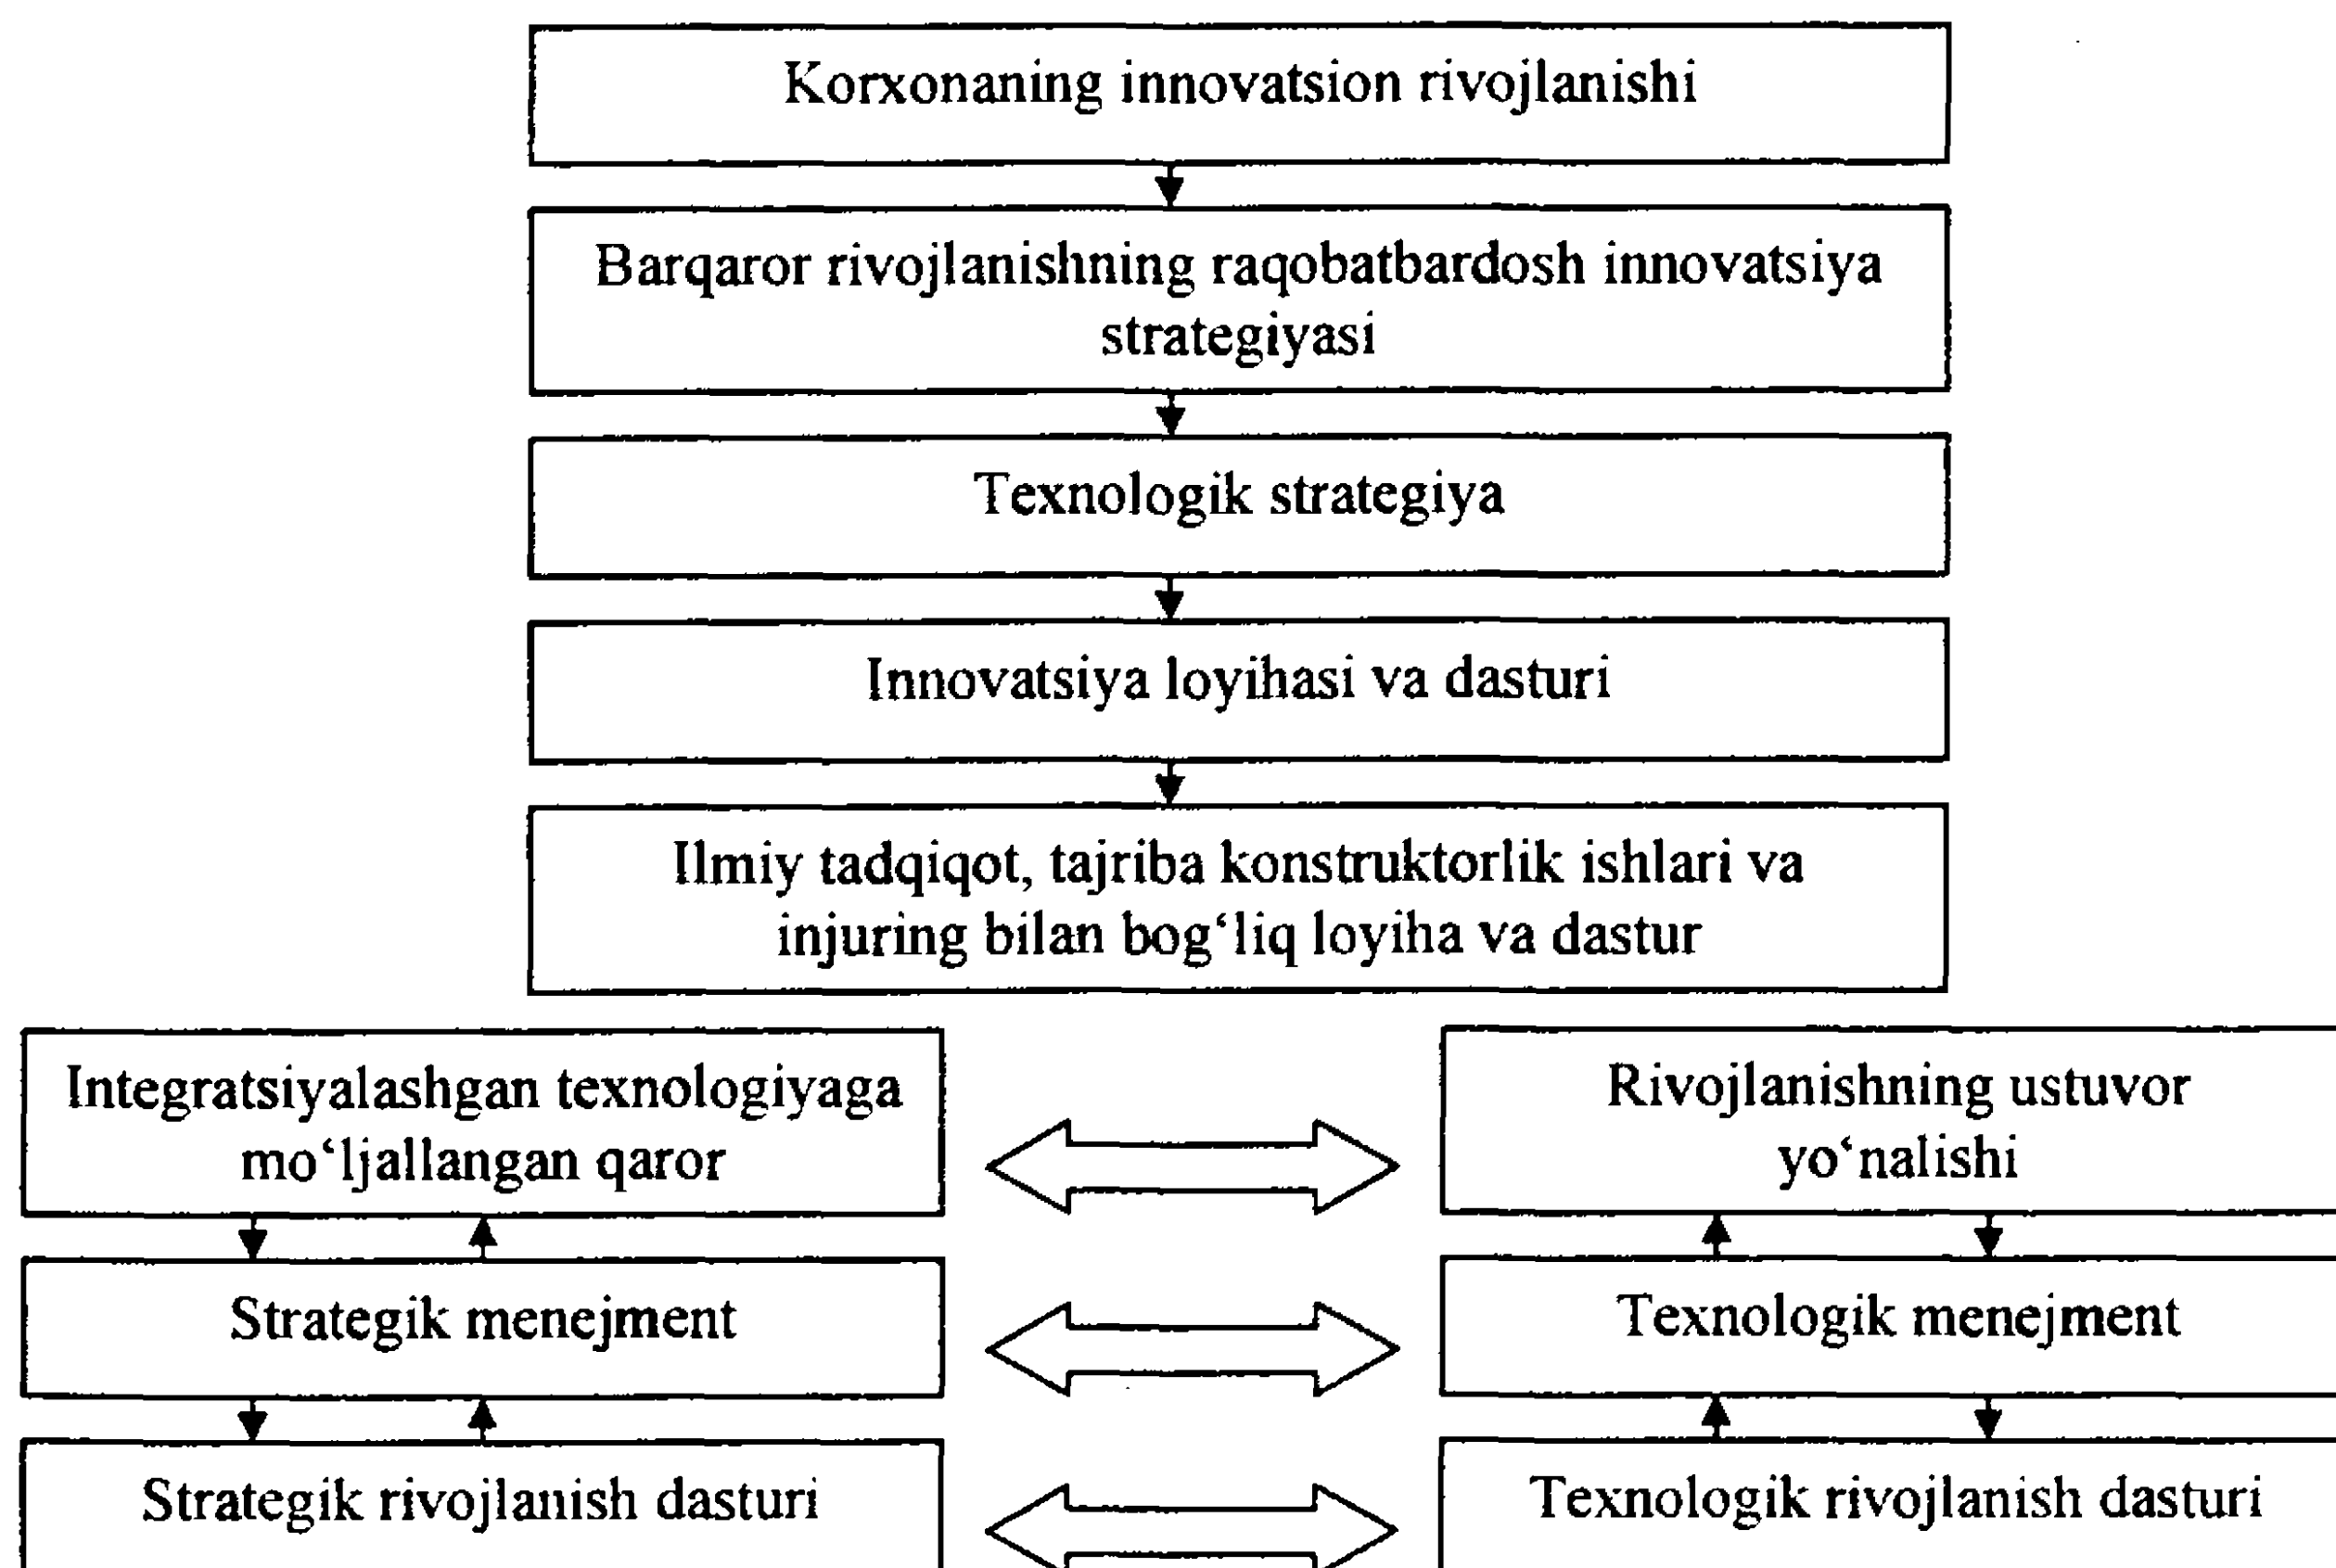 Korxonaning innovatsion rivojlanishi
Barqaror rivojlanishning raqobatbardosh innovatsiya
strategiyasi
Texnologik strategiya
Innovatsiya loyihasi va dasturi
Ilmiy tadqiqot, tajriba konstruktorlik ishlari va
injuring bilan bog‘liq loyiha va dastur
Integratsiyalashgan texnologiyaga
mo‘ljallangan qaror
Rivojlanishning ustuvor
yo‘nalishi
Strategik menejment
Texnologik menejment
Strategik rivojlanish dasturi
Texnologik rivojlanish dasturi